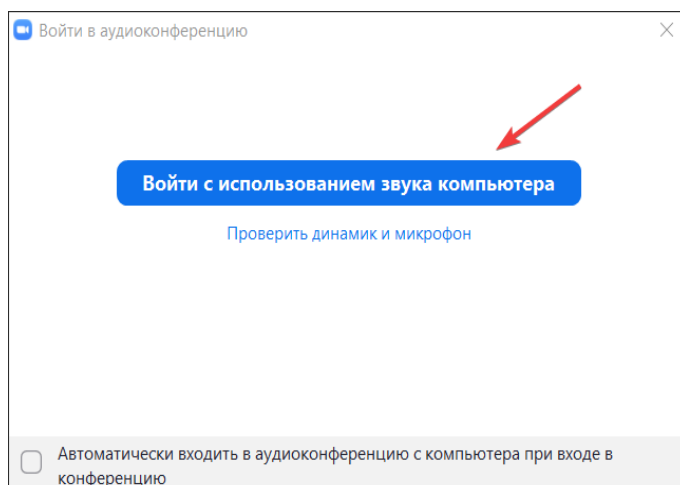 Войти в аудиоконференцию
Войти с использованием звука компьютера
Проверить динамик и микрофон
Автоматически входить в аудиоконференцию с компьютера при входе в
конференцию